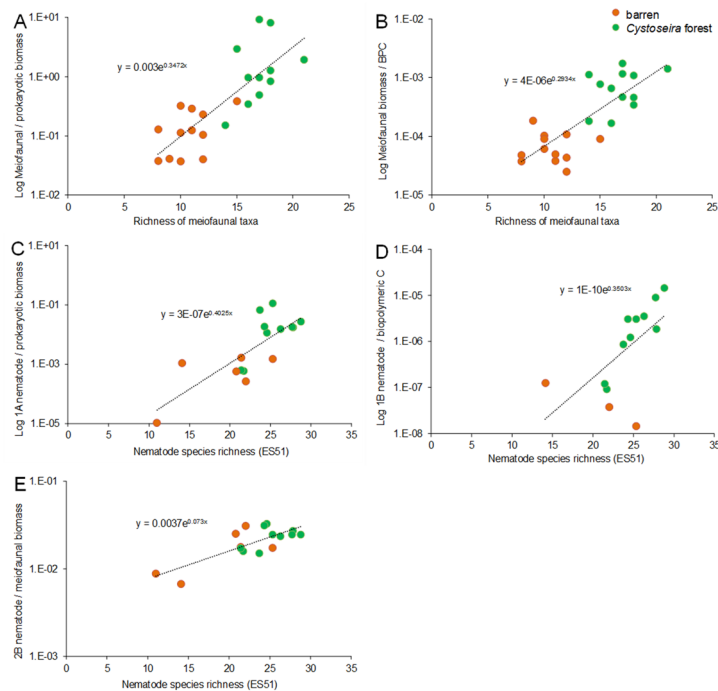 A
B
barren
Cystoseira forest
Log Meiofaunal / prokaryotic biomass
1.E+01
1.E+00
1.E-01
1.E-02
y = 0.003e^0.3472x
0 5 10 15 20 25
Richness of meiofaunal taxa
Log Meiofaunal biomass / BPC
1.E-02
1.E-03
1.E-04
1.E-05
y = 4E-06e^0.2934x
0 5 10 15 20 25
Richness of meiofaunal taxa
C
Log 1A nematode / prokaryotic biomass
1.E+01
1.E-01
1.E-03
1.E-05
y = 3E-07e^0.4025x
0 5 10 15 20 25 30 35
Nematode species richness (ES51)
D
Log 1B nematode / biopolymeric C
1.E-04
1.E-05
1.E-06
1.E-07
1.E-08
y = 1E-10e^0.3503x
0 5 10 15 20 25 30 35
Nematode species richness (ES51)
E
2B nematode / meiofaunal biomass
1.E-01
1.E-02
1.E-03
y = 0.0037e^0.073x
0 5 10 15 20 25 30 35
Nematode species richness (ES51)